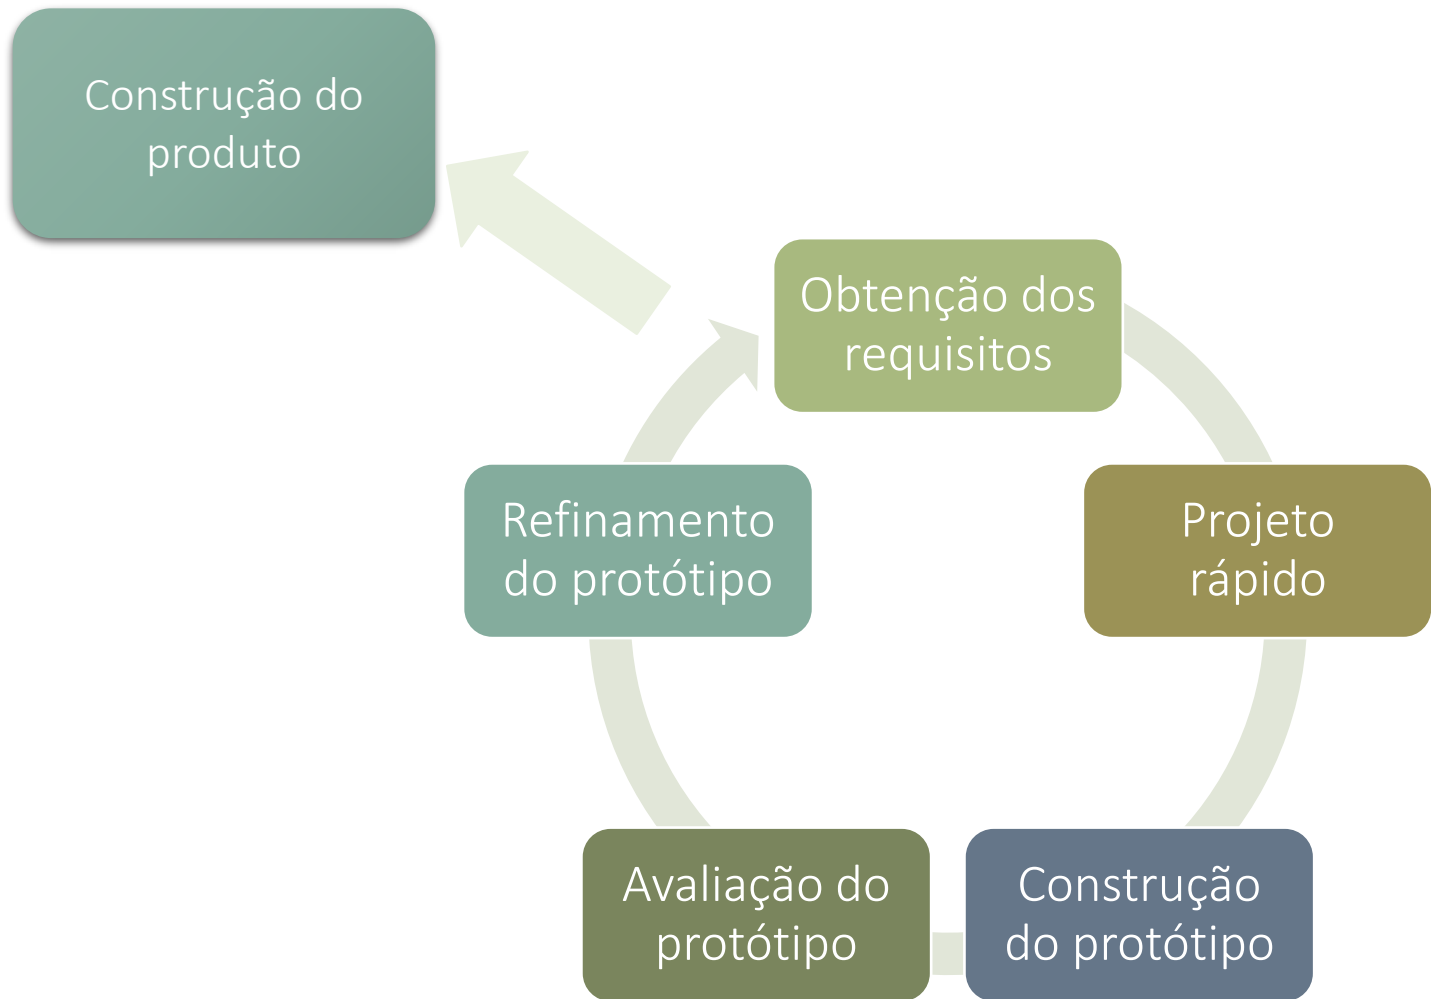 Construção do
produto
Obtenção dos
requisitos
Projeto
rápido
Construção
do protótipo
Avaliação do
protótipo
Refinamento
do protótipo